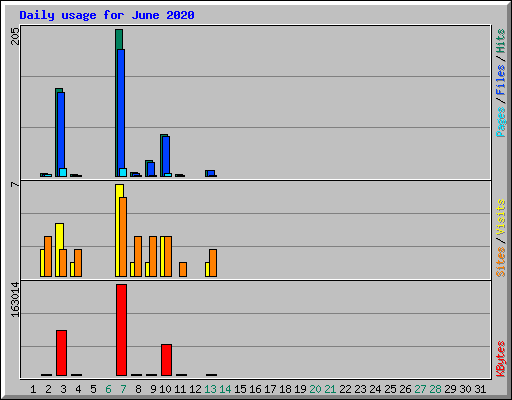 Daily usage for June 2020
205
Pages/Files/Hits
7
Sites/Visits
163014
KBytes
1 2 3 4 5 6 7 8 9 10 11 12 13 14 15 16 17 18 19 20 21 22 23 24 25 26 27 28 29 30 31